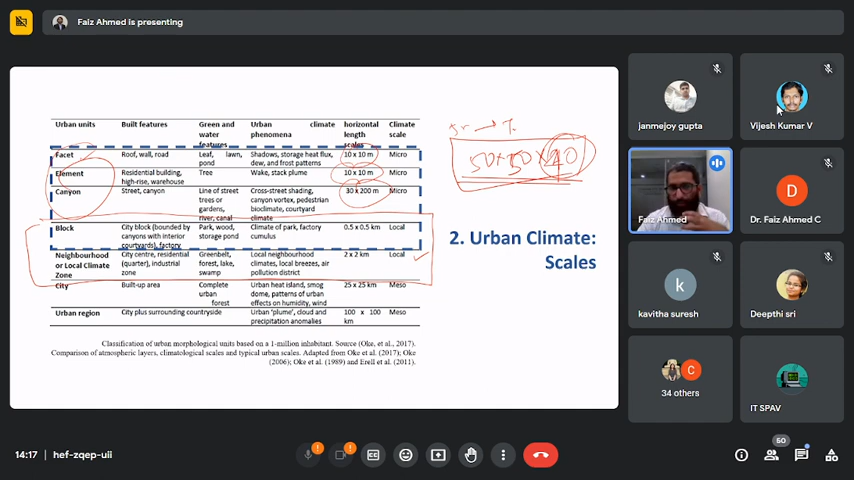 Faiz Ahmed is presenting
Urban units Built features Green and water features Urban climate phenomena horizontal length scales Climate scale
Facet Roof, wall, road Leaf, lawn, pond Shadows, storage heat flux, dew, and frost patterns 10 x 10 m Micro
Element Residential building, high-rise, warehouse Tree Wake, stack plume 10 x 10 m Micro
Canyon Street, canyon Line of street trees or gardens, river, canal Cross-street shading, canyon vortex, pedestrian bioclimate, courtyard climate 30 x 200 m Micro
Block City block (bounded by canyons with interior courtyards), factory Park, wood, storage pond Climate of park, factory cumulus 0.5 x 0.5 km Local
Neighbourhood or Local Climate Zone City centre, residential (quarter), industrial zone Greenbelt, forest, lake, swamp Local neighbourhood climates, local breezes, air pollution district 2 x 2 km Local
City Built-up area Complete urban forest Urban heat island, smog dome, patterns of urban effects on humidity, wind 25 x 25 km Meso
Urban region City plus surrounding countryside Urban 'plume', cloud and precipitation anomalies 100 x 100 km Meso
Classification of urban morphological units based on a 1-million inhabitant. Source (Oke, et al., 2017).
Comparison of atmospheric layers, climatological scales and typical urban scales. Adapted from Oke et al. (2017); Oke
(2006); Oke et al. (1989) and Erell et al. (2011).
50x50x40
2. Urban Climate:
Scales
janmejoy gupta
Vijesh Kumar V
Faiz Ahmed
D
Dr. Faiz Ahmed C
k
kavitha suresh
Deepthi sri
C
34 others
IT SPAV
14:17 hef-zqep-uii
50